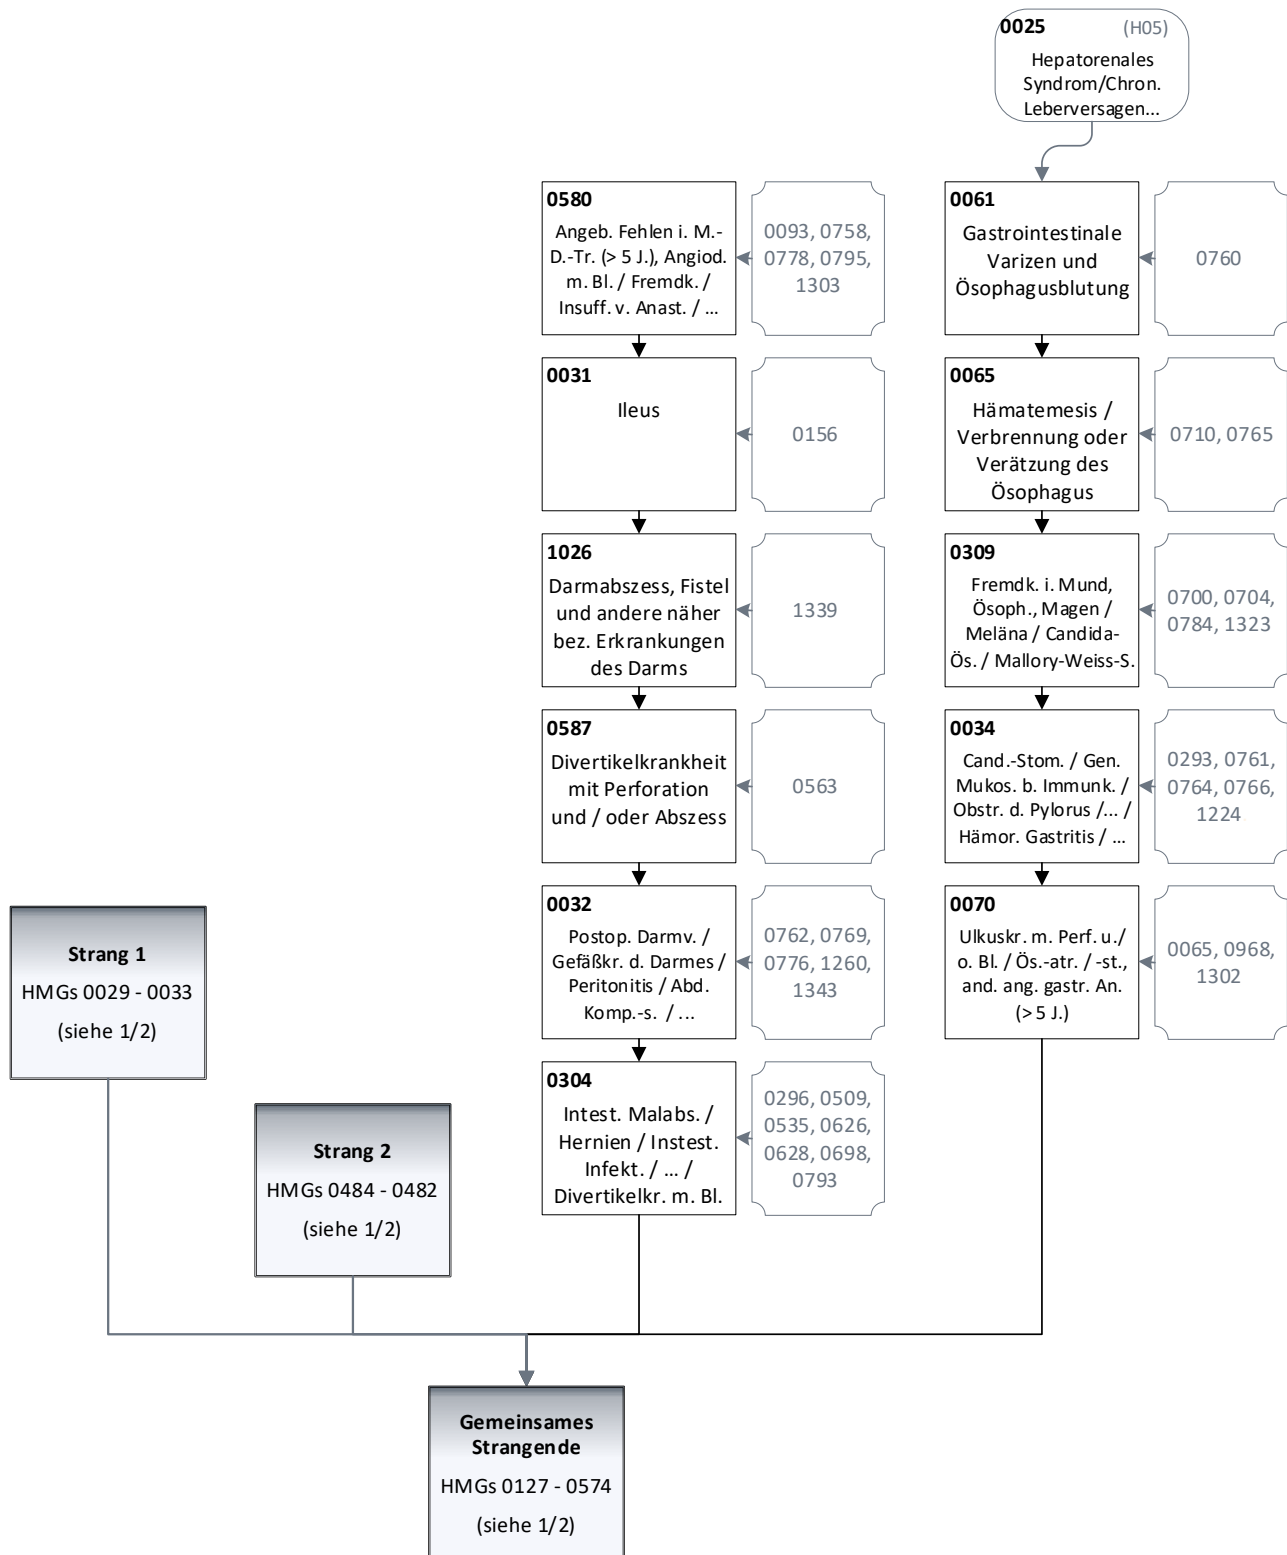 0025 (H05)
Hepatorenales
Syndrom/Chron.
Leberversagen...
0580
Angeb. Fehlen i. M.-
D.-Tr. (> 5 J.), Angiod.
m. Bl. / Fremdk. /
Insuff. v. Anast. / ...
0093, 0758,
0778, 0795,
1303
0061
Gastrointestinale
Varizen und
Ösophagusblutung
0760
0031
Ileus
0156
0065
Hämatemesis /
Verbrennung oder
Verätzung des
Ösophagus
0710, 0765
1026
Darmabszess, Fistel
und andere näher
bez. Erkrankungen
des Darms
1339
0309
Fremdk. i. Mund,
Ösoph., Magen /
Meläna / Candida-
Ös. / Mallory-Weiss-S.
0700, 0704,
0784, 1323
0587
Divertikelkrankheit
mit Perforation
und / oder Abszess
0563
0034
Cand.-Stom. / Gen.
Mukos. b. Immunk. /
Obstr. d. Pylorus /... /
Hämor. Gastritis / ...
0293, 0761,
0764, 0766,
1224
0032
Postop. Darmv. /
Gefäßkr. d. Darmes /
Peritonitis / Abd.
Komp.-s. / ...
0762, 0769,
0776, 1260,
1343
0070
Ulkuskr. m. Perf. u./
o. Bl. / Ös.-atr. / -st.,
and. ang. gastr. An.
(> 5 J.)
0065, 0968,
1302
Strang 1
HMGs 0029 - 0033
(siehe 1/2)
0304
Intest. Malabs. /
Hernien / Instest.
Infekt. / ... /
Divertikelkr. m. Bl.
0296, 0509,
0535, 0626,
0628, 0698,
0793
Strang 2
HMGs 0484 - 0482
(siehe 1/2)
Gemeinsames
Strangende
HMGs 0127 - 0574
(siehe 1/2)